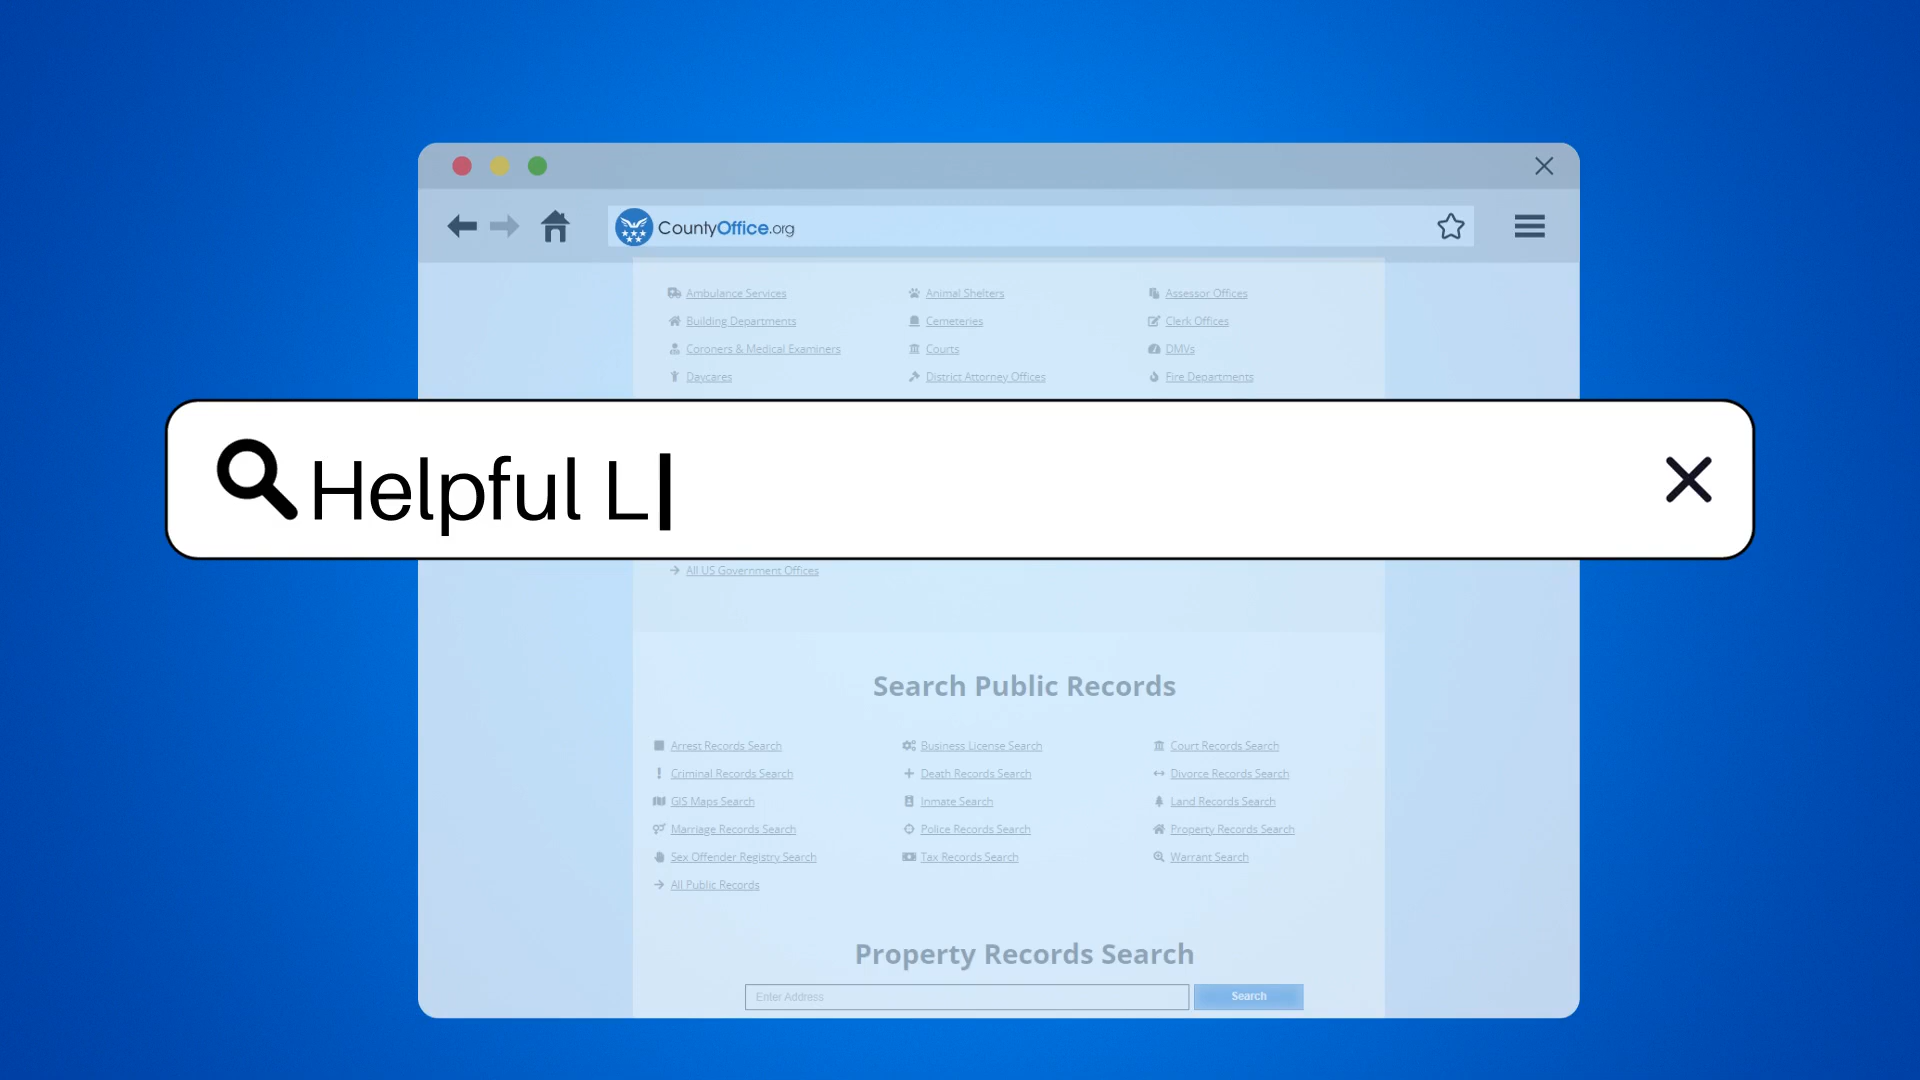 CountyOffice.org
Ambulance Services Animal Shelters Assessor Offices
Building Departments Cemeteries Clerk Offices
Coroners & Medical Examiners Courts DMVs
Daycares District Attorney Offices Fire Departments
Helpful L
All US Government Offices
Search Public Records
Arrest Records Search Business License Search Court Records Search
Criminal Records Search Death Records Search Divorce Records Search
GIS Maps Search Inmate Search Land Records Search
Marriage Records Search Police Records Search Property Records Search
Sex Offender Registry Search Tax Records Search Warrant Search
All Public Records
Property Records Search
Enter Address Search